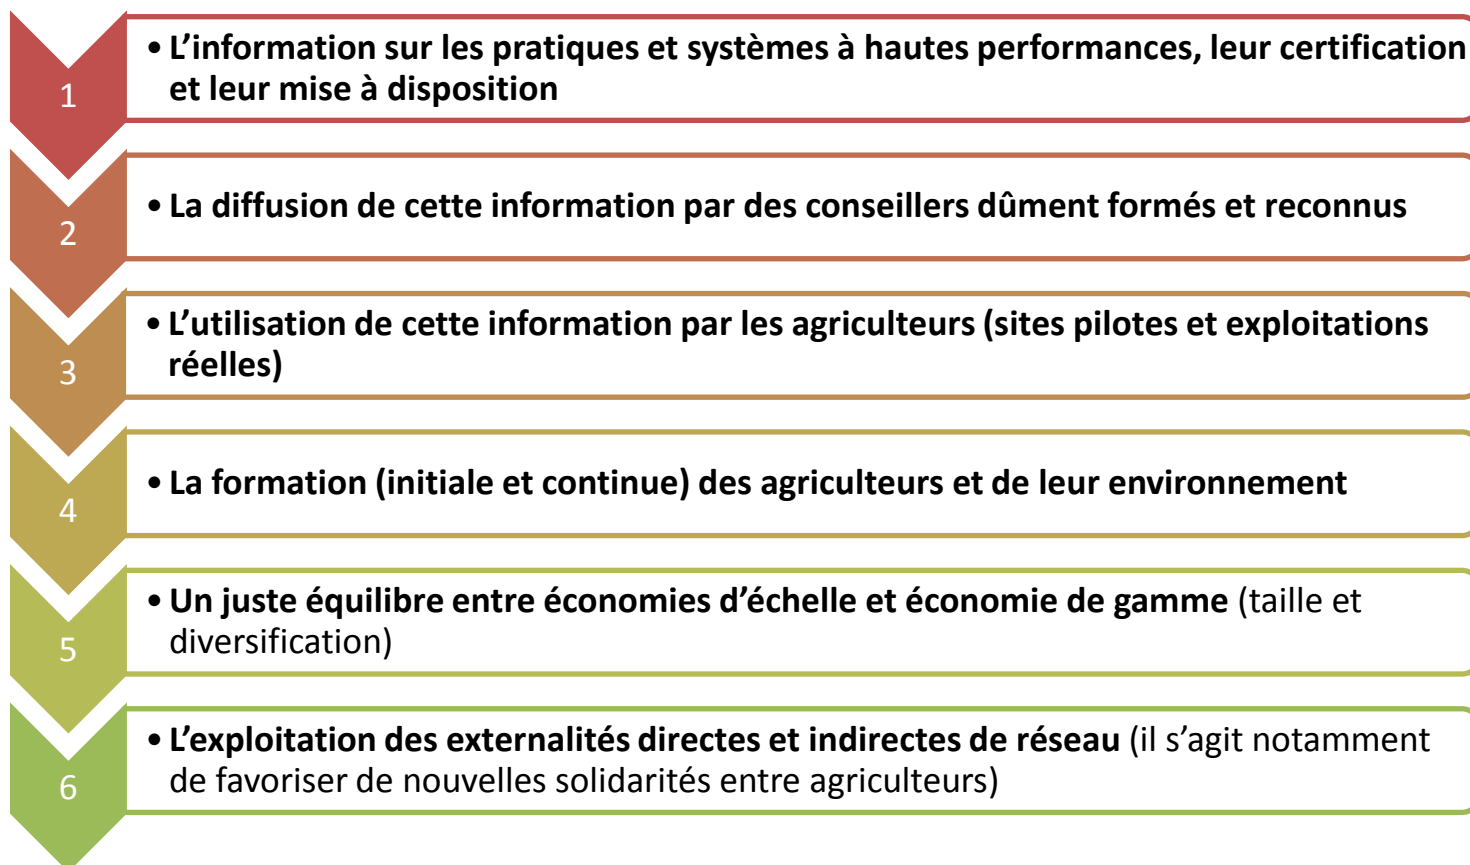 1
• L’information sur les pratiques et systèmes à hautes performances, leur certification
et leur mise à disposition
2
• La diffusion de cette information par des conseillers dûment formés et reconnus
3
• L’utilisation de cette information par les agriculteurs (sites pilotes et exploitations
réelles)
4
• La formation (initiale et continue) des agriculteurs et de leur environnement
5
• Un juste équilibre entre économies d’échelle et économie de gamme (taille et
diversification)
6
• L’exploitation des externalités directes et indirectes de réseau (il s’agit notamment
de favoriser de nouvelles solidarités entre agriculteurs)